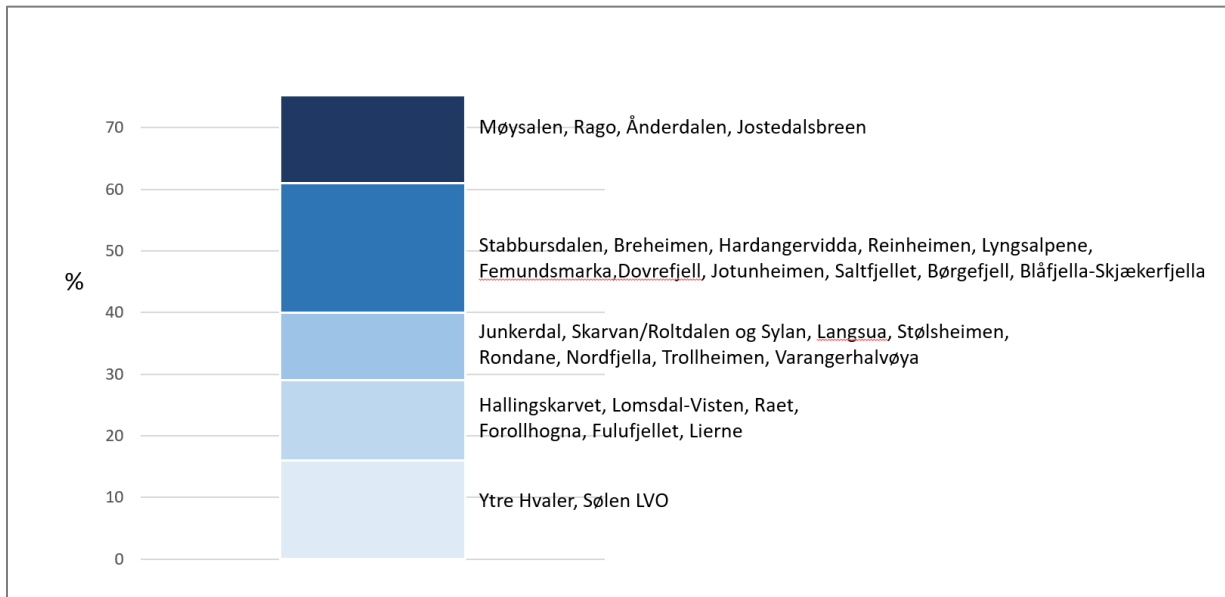 70
Møysalen, Rago, Ånderdalen, Jostedalsbreen
60
50
Stabbursdalen, Breheimen, Hardangervidda, Reinheimen, Lyngsalpene,
Femundsmarka,Dovrefjell, Jotunheimen, Saltfjellet, Børgefjell, Blåfjella-Skjækerfjella
%
40
Junkerdal, Skarvan/Roltdalen og Sylan, Langsua, Stølsheimen,
Rondane, Nordfjella, Trollheimen, Varangerhalvøya
30
Hallingskarvet, Lomsdal-Visten, Raet,
Forollhogna, Fulufjellet, Lierne
20
10
Ytre Hvaler, Sølen LVO
0